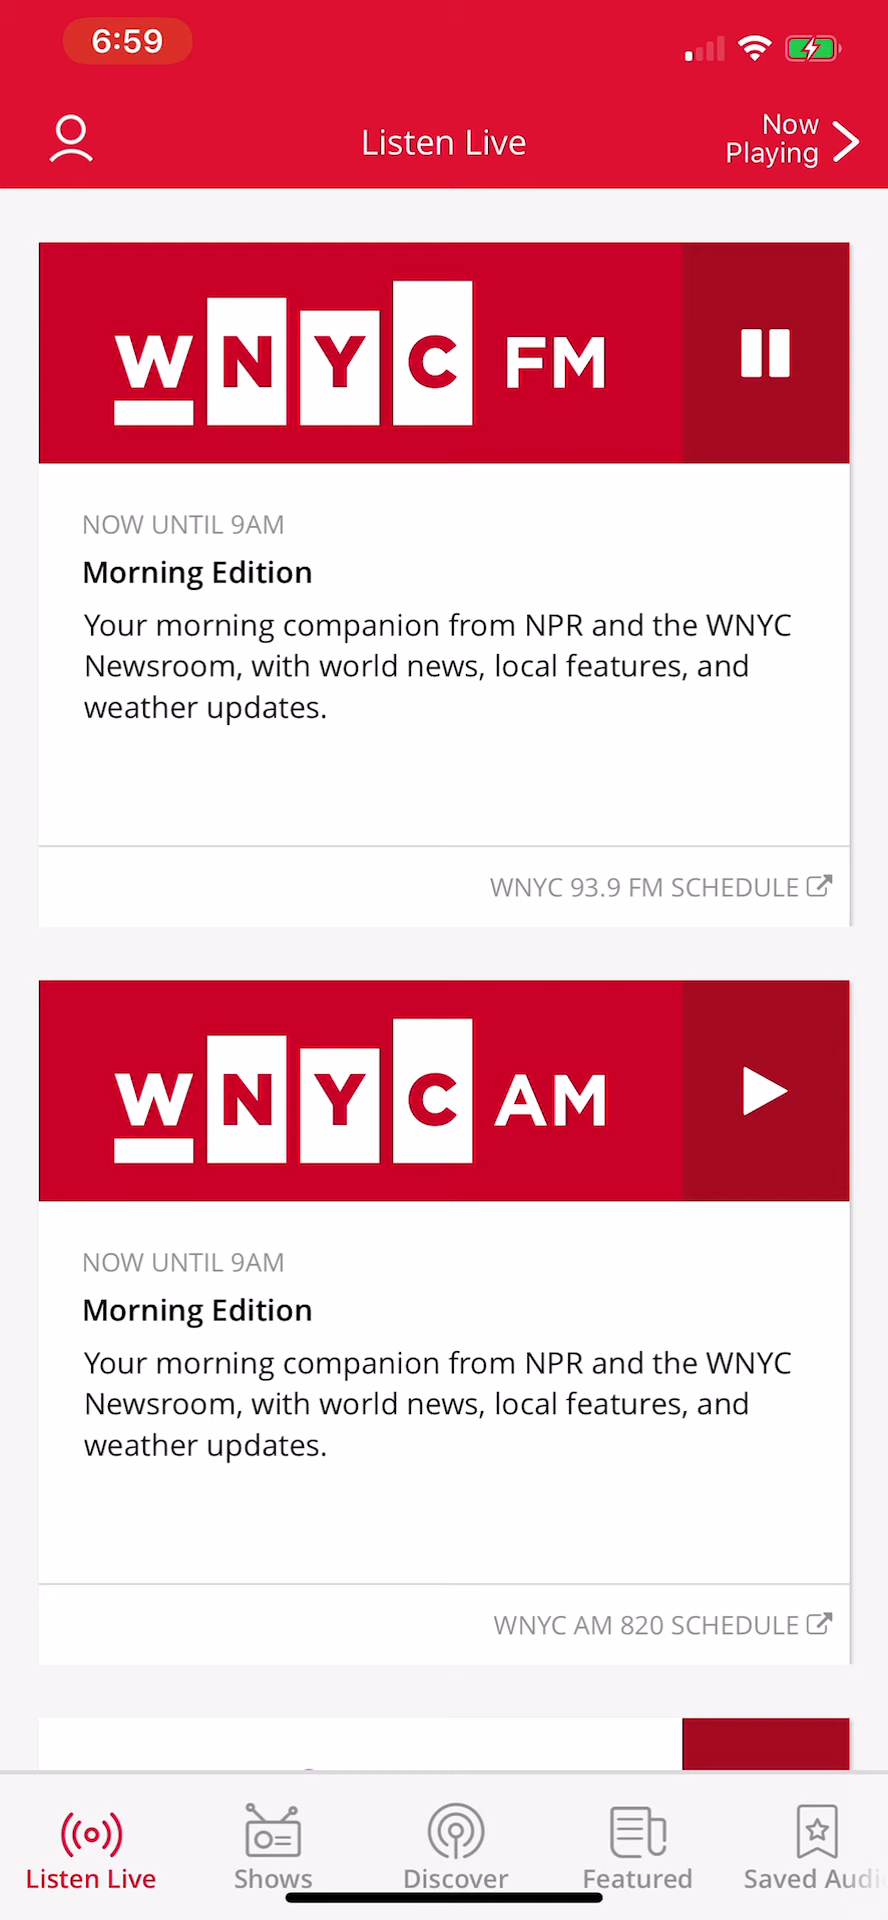 6:59
Listen Live
Now
Playing
WNYC FM
NOW UNTIL 9AM
Morning Edition
Your morning companion from NPR and the WNYC
Newsroom, with world news, local features, and
weather updates.
WNYC 93.9 FM SCHEDULE
WNYC AM
NOW UNTIL 9AM
Morning Edition
Your morning companion from NPR and the WNYC
Newsroom, with world news, local features, and
weather updates.
WNYC AM 820 SCHEDULE
Listen Live
Shows
Discover
Featured
Saved Audi